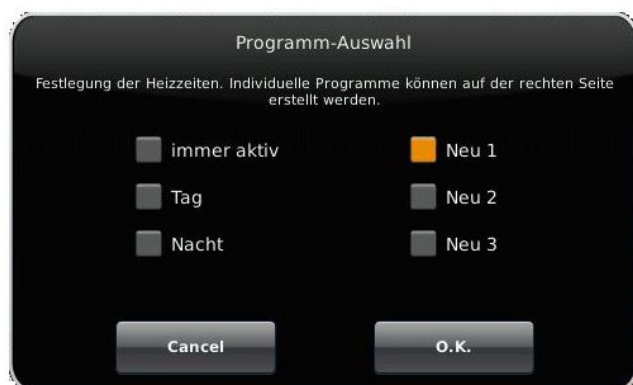 Programm-Auswahl
Festlegung der Heizzeiten. Individuelle Programme können auf der rechten Seite
erstellt werden.
immer aktiv
Neu 1
Tag
Neu 2
Nacht
Neu 3
Cancel
O.K.